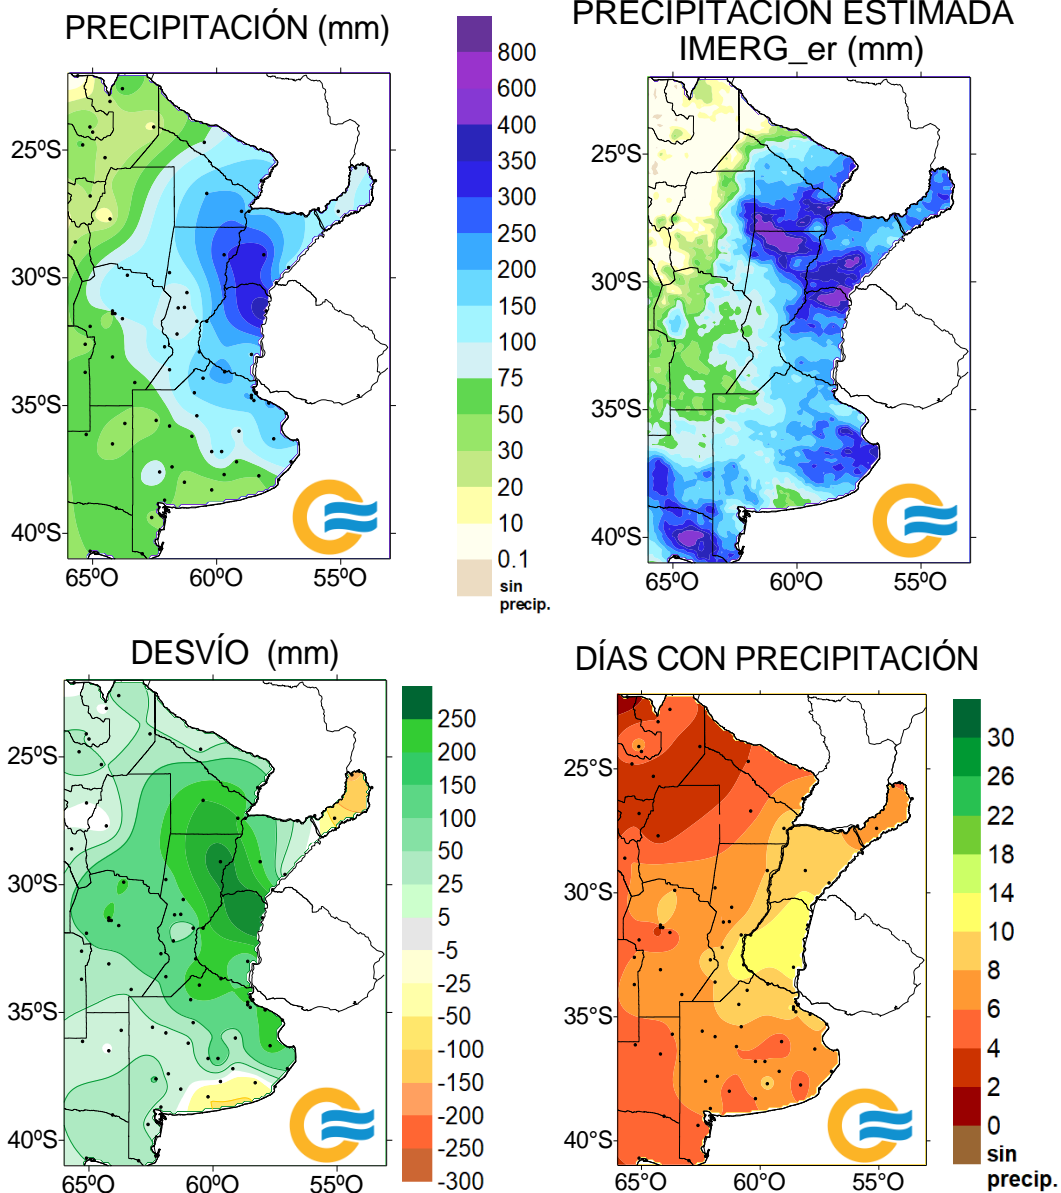 PRECIPITACIÓN (mm)
25ºS
30ºS
35ºS
40ºS
65ºO 60ºO 55ºO
800
600
400
350
300
250
200
150
100
75
50
30
20
10
0.1
sin
precip.
PRECIPITACIÓN ESTIMADA
IMERG_er (mm)
25ºS
30ºS
35ºS
40ºS
65ºO 60ºO 55ºO
DESVÍO (mm)
25ºS
30ºS
35ºS
40ºS
65ºO 60ºO 55ºO
250
200
150
100
50
25
5
-5
-25
-50
-100
-150
-200
-250
-300
DÍAS CON PRECIPITACIÓN
25ºS
30ºS
35ºS
40ºS
65ºO 60ºO 55ºO
30
26
22
18
14
10
8
6
4
2
0
sin
precip.